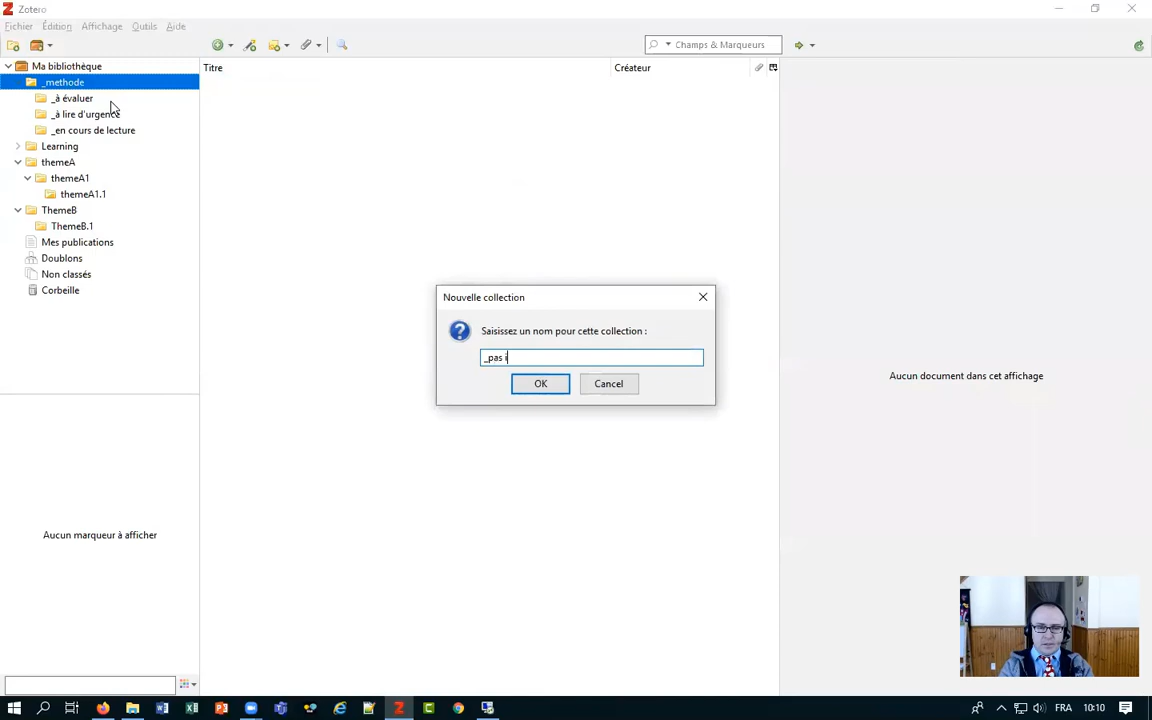 Zotero
Fichier Édition Affichage Outils Aide
Champs & Marqueurs
Ma bibliothèque
_methode
_à évaluer
_à lire d'urgence
_en cours de lecture
Learning
themeA
themeA1
themeA1.1
ThemeB
ThemeB.1
Mes publications
Doublons
Non classés
Corbeille
Titre Créateur
Nouvelle collection
Saisissez un nom pour cette collection :
_pas i
OK Cancel
Aucun document dans cet affichage
Aucun marqueur à afficher
FRA 10:10